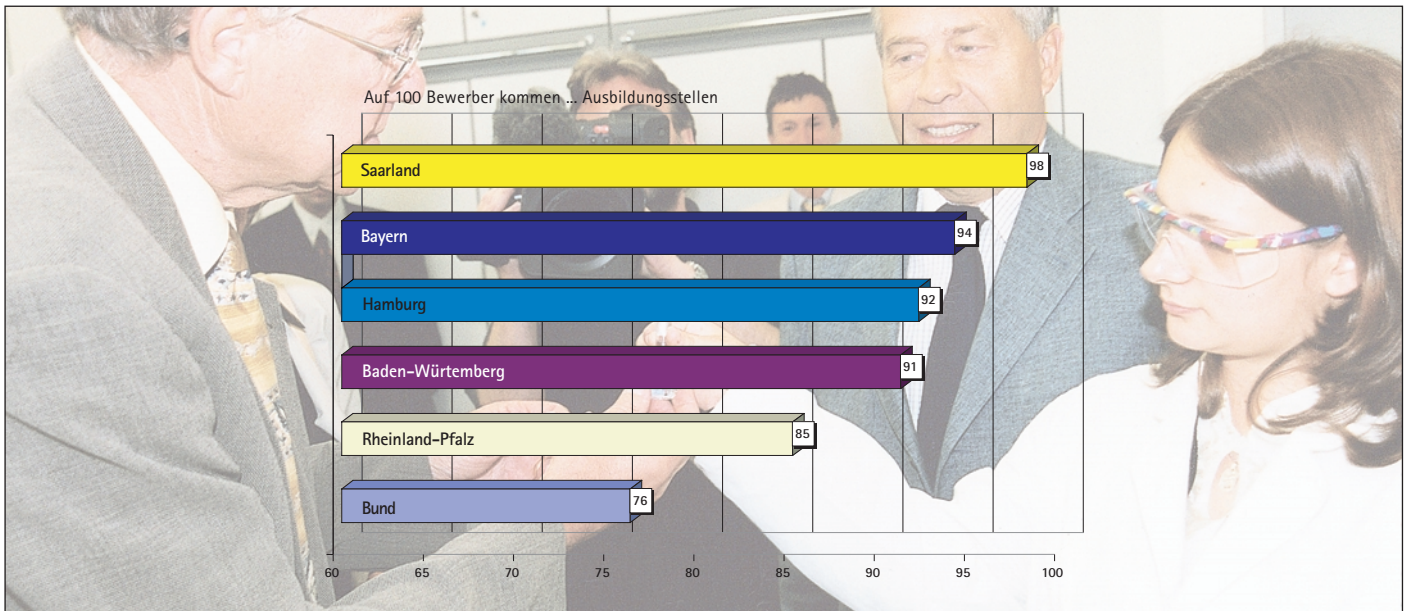 Auf 100 Bewerber kommen ... Ausbildungsstellen
Saarland 98
Bayern 94
Hamburg 92
Baden-Würtemberg 91
Rheinland-Pfalz 85
Bund 76
60 65 70 75 80 85 90 95 100